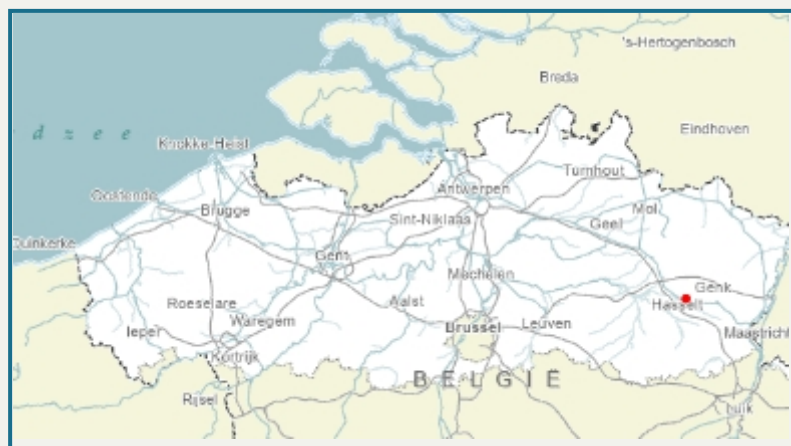 's-Hertogenbosch
Breda
Eindhoven
d z e e
Knokke-Heist
Turnhout
Oostende
Antwerpen
Brugge
Sint-Niklaas
Geel
Mol
Duinkerke
Gent
Mechelen
Genk
Roeselare
Aalst
Hasselt
Ieper
Waregem
Brussel
Leuven
Maastricht
Kortrijk
BELGIË
Rijsel
Luik